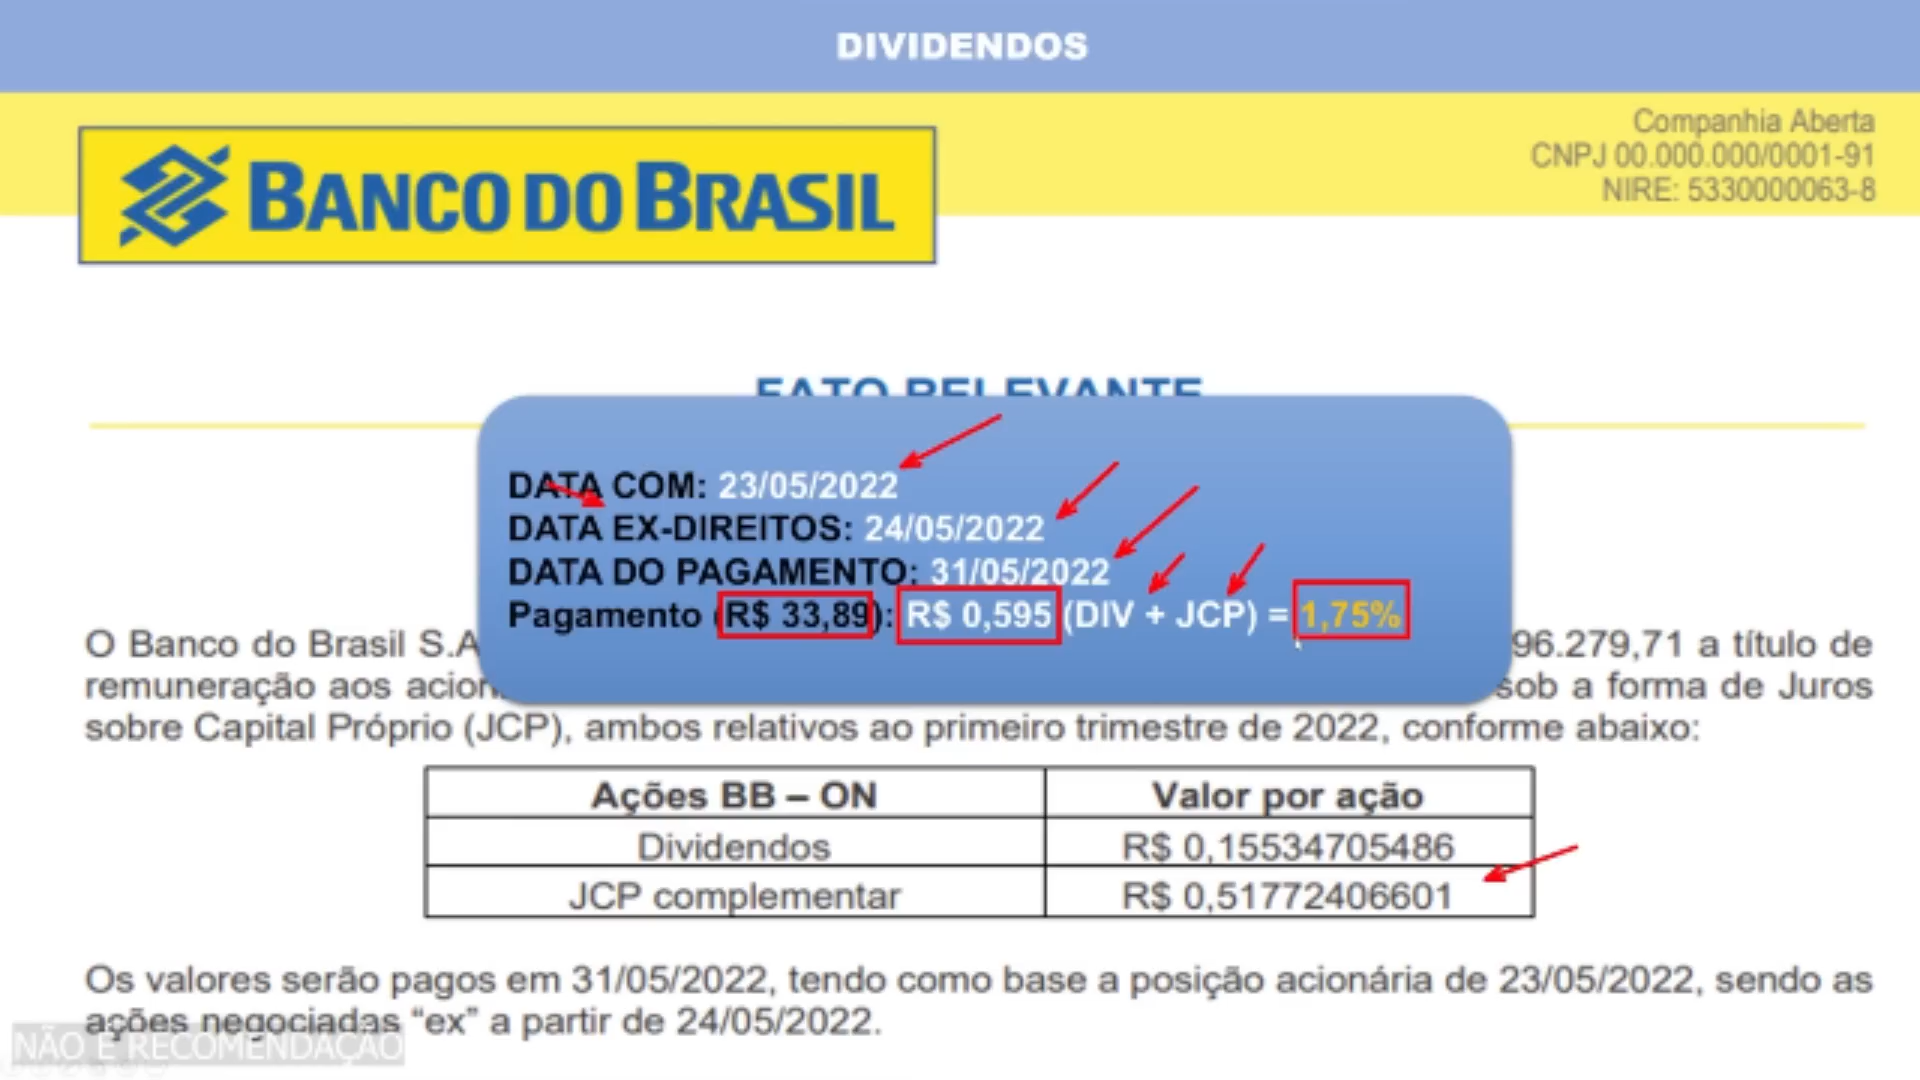 DIVIDENDOS
Companhia Aberta
CNPJ 00.000.000/0001-91
NIRE: 5330000063-8
BANCO DO BRASIL
FATO RELEVANTE
DATA COM: 23/05/2022
DATA EX-DIREITOS: 24/05/2022
DATA DO PAGAMENTO: 31/05/2022
Pagamento (R$ 33,89): R$ 0,595 (DIV + JCP) = 1,75%
O Banco do Brasil S.A 96.279,71 a título de
remuneração aos sob a forma de Juros
sobre Capital Próprio (JCP), ambos relativos ao primeiro trimestre de 2022, conforme abaixo:
Ações BB – ON Valor por ação
Dividendos R$ 0,15534705486
JCP complementar R$ 0,51772406601
Os valores serão pagos em 31/05/2022, tendo como base a posição acionária de 23/05/2022, sendo as
ações negociadas “ex” a partir de 24/05/2022.
NÃO É RECOMENDAÇÃO